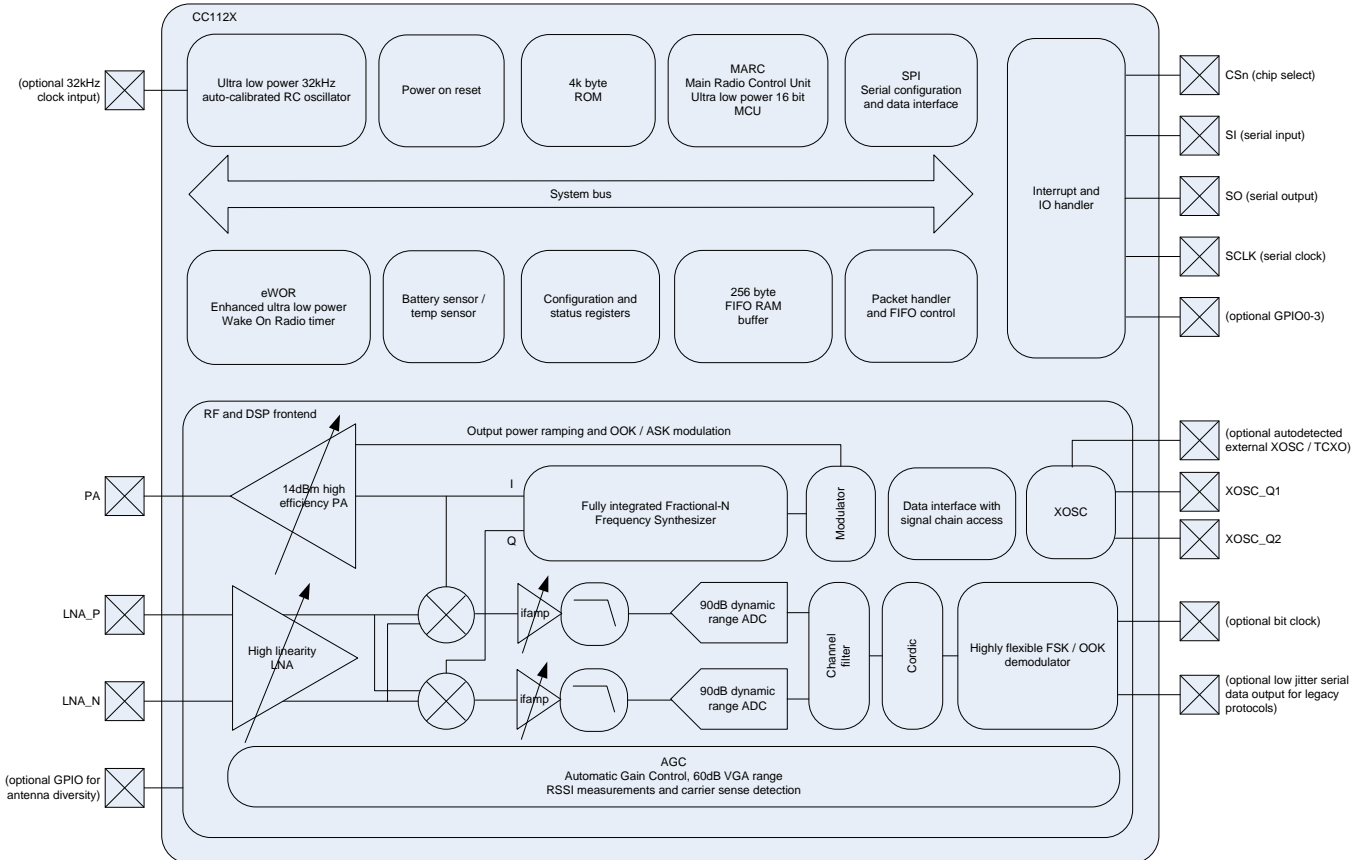 CC112X
(optional 32kHz
clock intput)
Ultra low power 32kHz
auto-calibrated RC oscillator
Power on reset
4k byte
ROM
MARC
Main Radio Control Unit
Ultra low power 16 bit
MCU
SPI
Serial configuration
and data interface
System bus
eWOR
Enhanced ultra low power
Wake On Radio timer
Battery sensor /
temp sensor
Configuration and
status registers
256 byte
FIFO RAM
buffer
Packet handler
and FIFO control
Interrupt and
IO handler
CSn (chip select)
SI (serial input)
SO (serial output)
SCLK (serial clock)
(optional GPIO0-3)
RF and DSP frontend
Output power ramping and OOK / ASK modulation
PA
14dBm high
efficiency PA
I
Q
Fully integrated Fractional-N
Frequency Synthesizer
Modulator
Data interface with
signal chain access
XOSC
(optional autodetected
external XOSC / TCXO)
XOSC_Q1
XOSC_Q2
LNA_P
LNA_N
High linearity
LNA
ifamp
90dB dynamic
range ADC
ifamp
90dB dynamic
range ADC
Channel
filter
Cordic
Highly flexible FSK / OOK
demodulator
(optional bit clock)
(optional low jitter serial
data output for legacy
protocols)
(optional GPIO for
antenna diversity)
AGC
Automatic Gain Control, 60dB VGA range
RSSI measurements and carrier sense detection